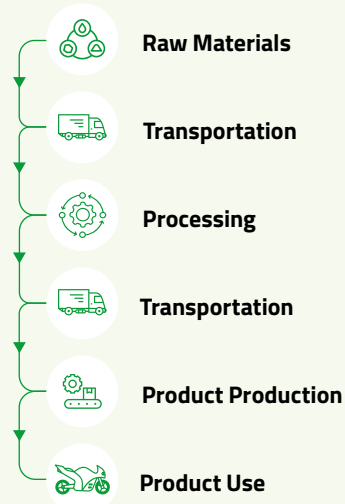 Raw Materials
Transportation
Processing
Transportation
Product Production
Product Use